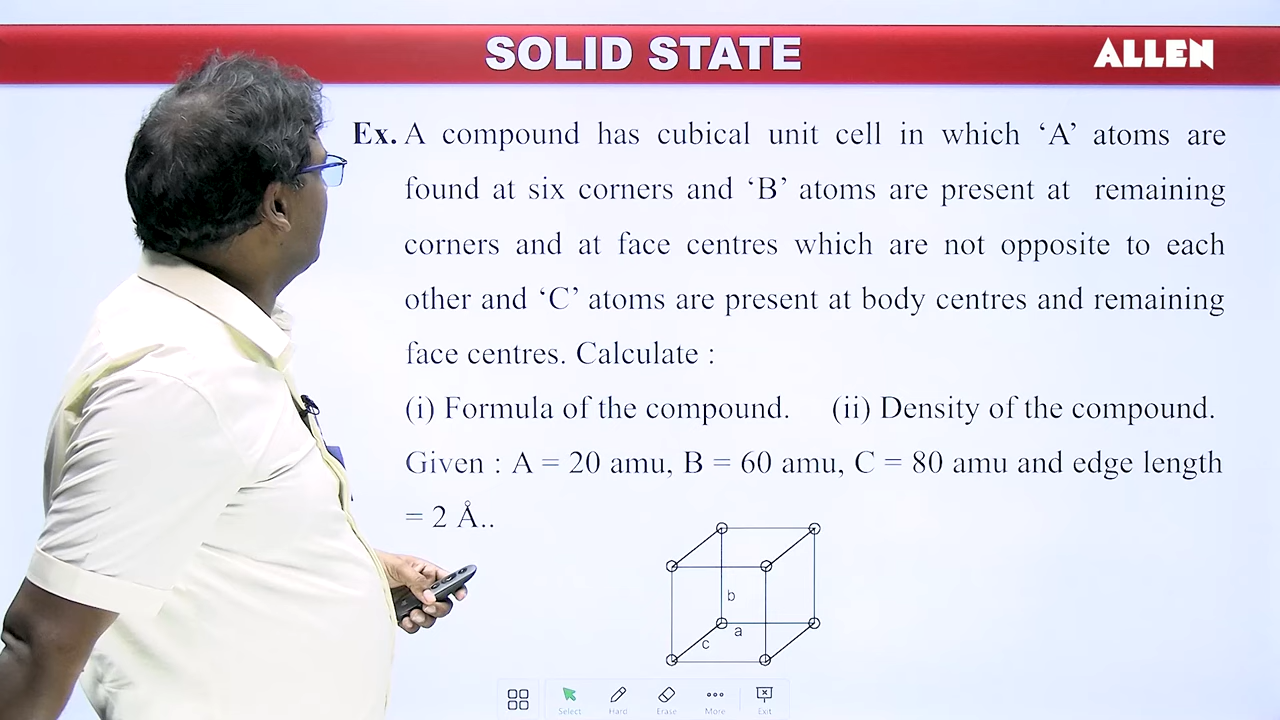 SOLID STATE
ALLEN
Ex. A compound has cubical unit cell in which ‘A’ atoms are
found at six corners and ‘B’ atoms are present at remaining
corners and at face centres which are not opposite to each
other and ‘C’ atoms are present at body centres and remaining
face centres. Calculate :
(i) Formula of the compound. (ii) Density of the compound.
Given : A = 20 amu, B = 60 amu, C = 80 amu and edge length
= 2 Å..
b
a
c
Select Hard Erase More Exit